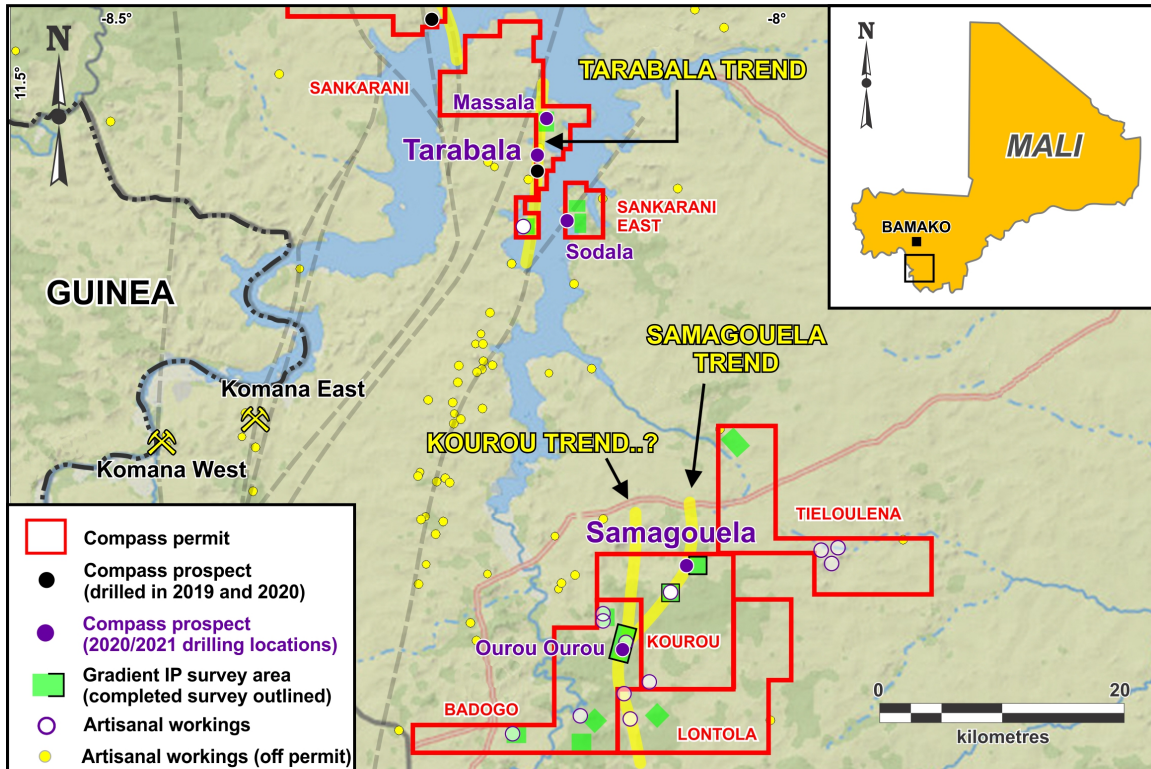 -8.5°
-8°
11.5°
N
N
SANKARANI
TARABALA TREND
Massala
Tarabala
SANKARANI
EAST
Sodala
MALI
BAMAKO
GUINEA
SAMAGOUELA
TREND
Komana East
KOUROU TREND..?
Komana West
TIELOULENA
Samagouela
Ourou Ourou
KOUROU
BADOGO
LONTOLA
Compass permit
Compass prospect
(drilled in 2019 and 2020)
Compass prospect
(2020/2021 drilling locations)
Gradient IP survey area
(completed survey outlined)
Artisanal workings
Artisanal workings (off permit)
0
20
kilometres